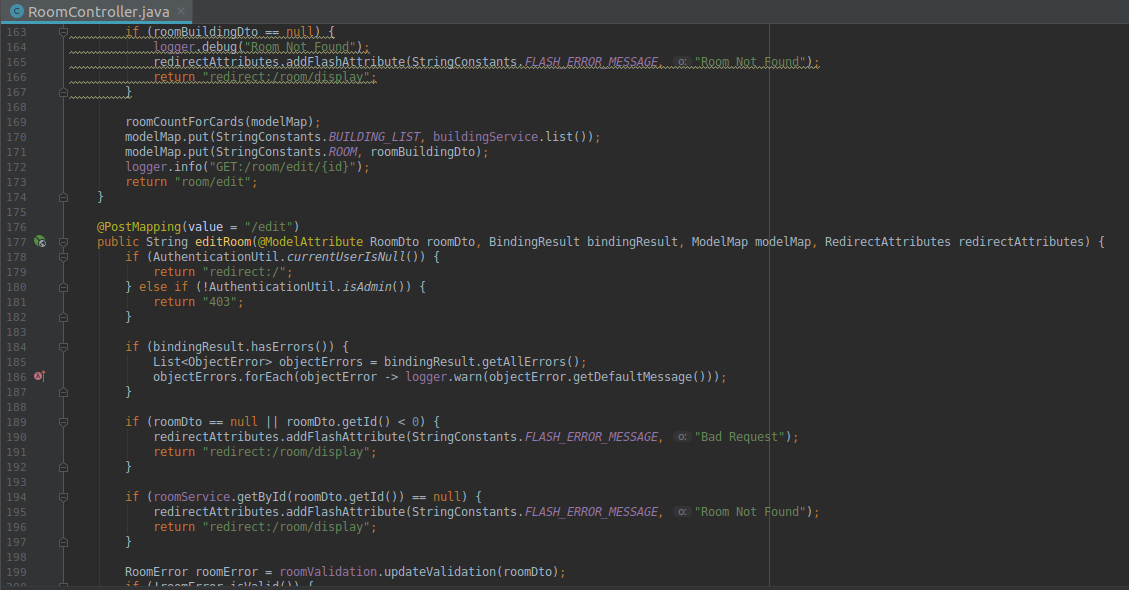 RoomController.java
163 if (roomBuildingDto == null) {
164 logger.debug("Room Not Found");
165 redirectAttributes.addFlashAttribute(StringConstants.FLASH_ERROR_MESSAGE, o: "Room Not Found");
166 return "redirect:/room/display";
167 }
168
169 roomCountForCards(modelMap);
170 modelMap.put(StringConstants.BUILDING_LIST, buildingService.list());
171 modelMap.put(StringConstants.ROOM, roomBuildingDto);
172 logger.info("GET:/room/edit/{id}");
173 return "room/edit";
174 }
175
176 @PostMapping(value = "/edit")
177 public String editRoom(@ModelAttribute RoomDto roomDto, BindingResult bindingResult, ModelMap modelMap, RedirectAttributes redirectAttributes) {
178 if (AuthenticationUtil.currentUserIsNull()) {
179 return "redirect:/";
180 } else if (!AuthenticationUtil.isAdmin()) {
181 return "403";
182 }
183
184 if (bindingResult.hasErrors()) {
185 List<ObjectError> objectErrors = bindingResult.getAllErrors();
186 objectErrors.forEach(objectError -> logger.warn(objectError.getDefaultMessage()));
187 }
188
189 if (roomDto == null || roomDto.getId() < 0) {
190 redirectAttributes.addFlashAttribute(StringConstants.FLASH_ERROR_MESSAGE, o: "Bad Request");
191 return "redirect:/room/display";
192 }
193
194 if (roomService.getById(roomDto.getId()) == null) {
195 redirectAttributes.addFlashAttribute(StringConstants.FLASH_ERROR_MESSAGE, o: "Room Not Found");
196 return "redirect:/room/display";
197 }
198
199 RoomError roomError = roomValidation.updateValidation(roomDto);
200 if (!roomError.isValid()) {